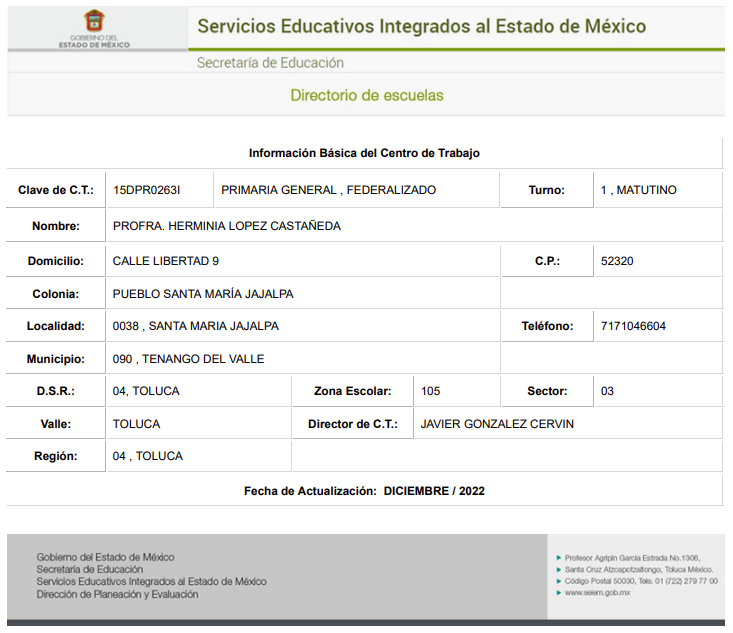 GOBIERNO DEL
ESTADO DE MÉXICO
Servicios Educativos Integrados al Estado de México
Secretaría de Educación
Directorio de escuelas
Información Básica del Centro de Trabajo
Clave de C.T.: 15DPR0263I PRIMARIA GENERAL , FEDERALIZADO Turno: 1 , MATUTINO
Nombre: PROFRA. HERMINIA LOPEZ CASTAÑEDA
Domicilio: CALLE LIBERTAD 9 C.P.: 52320
Colonia: PUEBLO SANTA MARÍA JAJALPA
Localidad: 0038 , SANTA MARIA JAJALPA Teléfono: 7171046604
Municipio: 090 , TENANGO DEL VALLE
D.S.R.: 04, TOLUCA Zona Escolar: 105 Sector: 03
Valle: TOLUCA Director de C.T.: JAVIER GONZALEZ CERVIN
Región: 04 , TOLUCA
Fecha de Actualización: DICIEMBRE / 2022
Gobierno del Estado de México
Secretaría de Educación
Servicios Educativos Integrados al Estado de México
Dirección de Planeación y Evaluación
Profesor Agripín García Estrada No.1306,
Santa Cruz Atzcapotzaltongo, Toluca México.
Código Postal 50030, Tels: 01 (722) 279 77 00
www.seiem.gob.mx